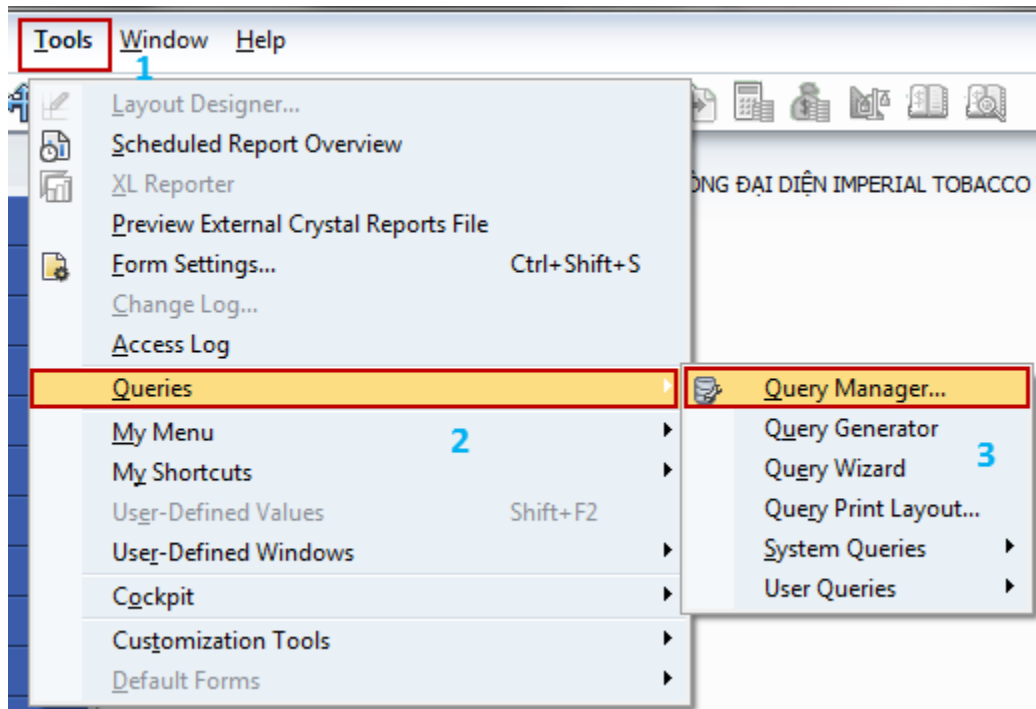 Tools Window Help
1
Layout Designer...
Scheduled Report Overview
XL Reporter
ÒNG ĐẠI DIỆN IMPERIAL TOBACCO
Preview External Crystal Reports File
Form Settings... Ctrl+Shift+S
Change Log...
Access Log
Queries
2
My Menu
My Shortcuts
User-Defined Values Shift+F2
User-Defined Windows
Cockpit
Customization Tools
Default Forms
Query Manager...
Query Generator
3
Query Wizard
Query Print Layout...
System Queries
User Queries